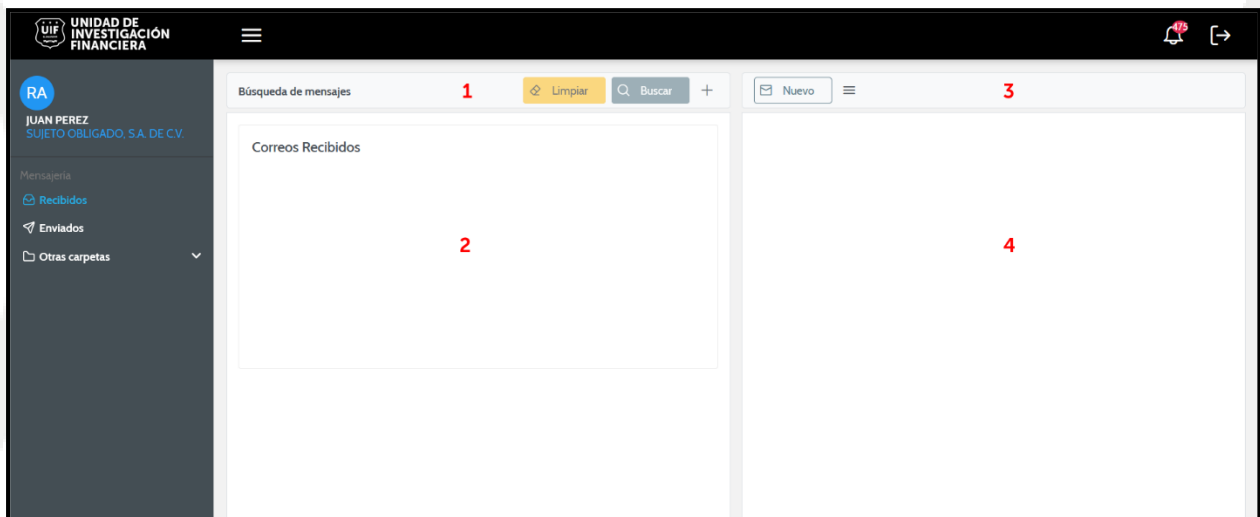 UIF
UNIDAD DE
INVESTIGACIÓN
FINANCIERA
475
RA
JUAN PEREZ
SUJETO OBLIGADO, S.A. DE C.V.
Mensajería
Recibidos
Enviados
Otras carpetas
Búsqueda de mensajes 1 Limpiar Buscar +
Correos Recibidos
2
Nuevo 3
4